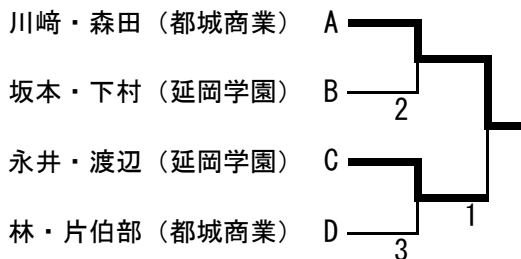 川﨑・森田（都城商業） A
坂本・下村（延岡学園） B
2
永井・渡辺（延岡学園） C
1
林・片伯部（都城商業） D
3